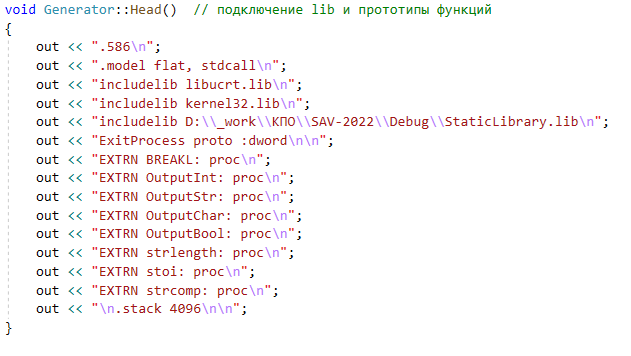 void Generator::Head()  // подключение lib и прототипы функций
{
    out << ".586\n";
    out << ".model flat, stdcall\n";
    out << "includelib libucrt.lib\n";
    out << "includelib kernel32.lib\n";
    out << "includelib D:\\_work\\КПО\\SAV-2022\\Debug\\StaticLibrary.lib\n";
    out << "ExitProcess proto :dword\n\n";
    out << "EXTRN BREAKL: proc\n";
    out << "EXTRN OutputInt: proc\n";
    out << "EXTRN OutputStr: proc\n";
    out << "EXTRN OutputChar: proc\n";
    out << "EXTRN OutputBool: proc\n";
    out << "EXTRN strlength: proc\n";
    out << "EXTRN stoi: proc\n";
    out << "EXTRN strcomp: proc\n";
    out << "\n.stack 4096\n\n";
}